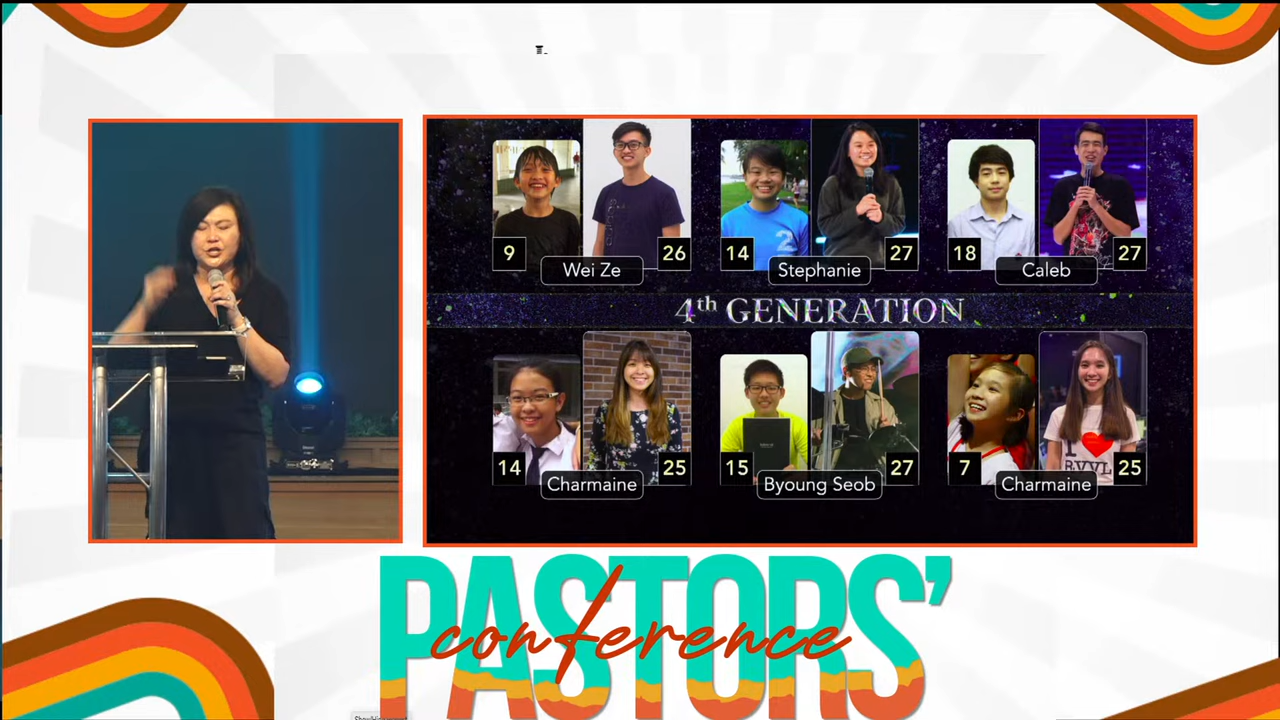 9
26
Wei Ze
14
27
Stephanie
18
27
Caleb
4th GENERATION
14
25
Charmaine
15
27
Byoung Seob
7
25
Charmaine
I ❤
PASTORS'
conference